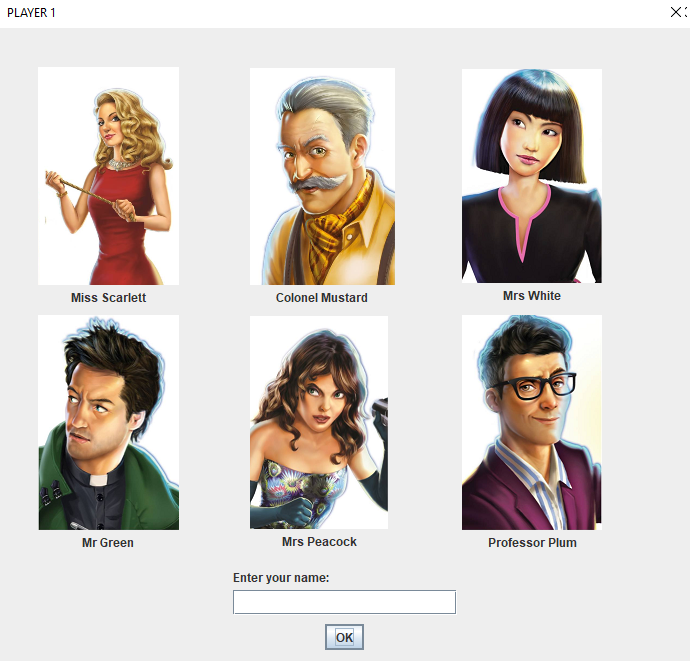 PLAYER 1
Miss Scarlett
Colonel Mustard
Mrs White
Mr Green
Mrs Peacock
Professor Plum
Enter your name:
OK